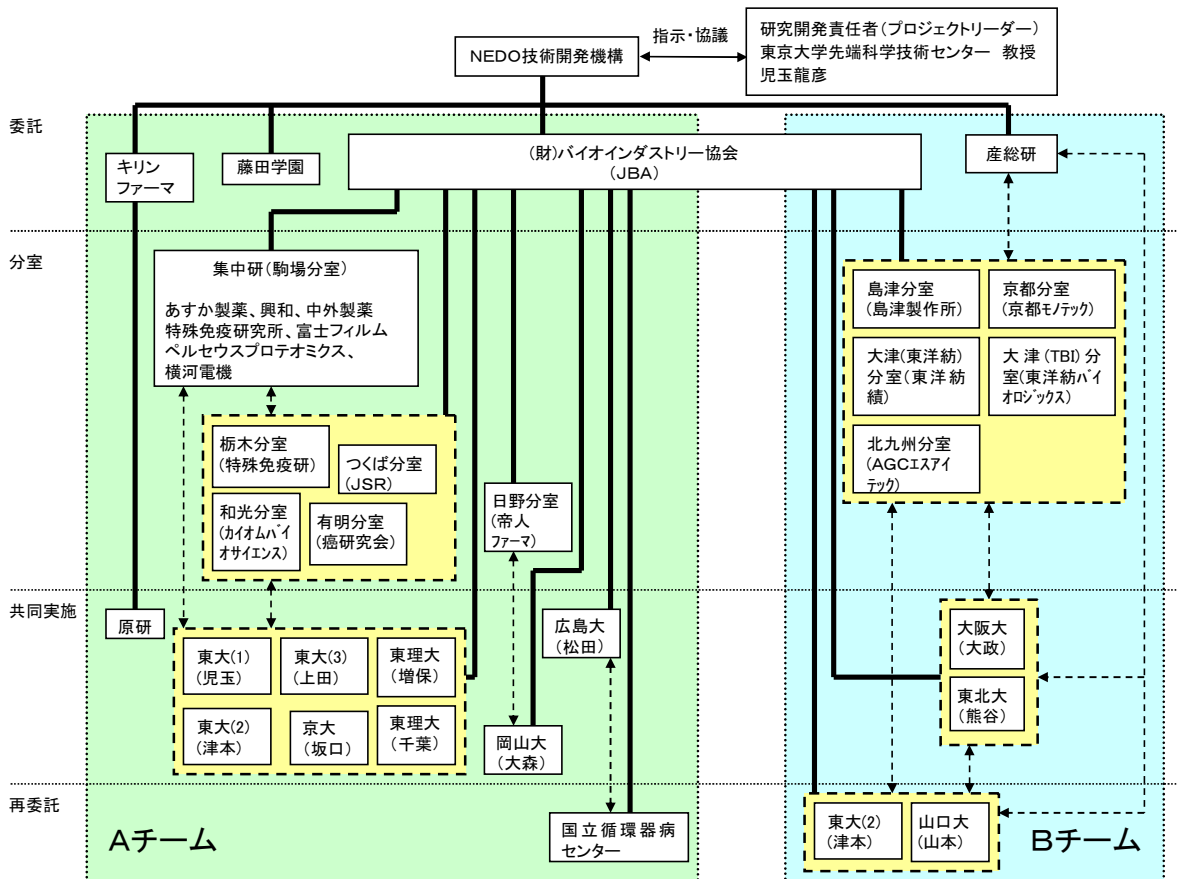 指示・協議
NEDO技術開発機構
研究開発責任者(プロジェクトリーダー)
東京大学先端科学技術センター 教授
児玉龍彦
委託
キリン
ファーマ
藤田学園
(財)バイオインダストリー協会
(JBA)
産総研
分室
集中研(駒場分室)
あすか製薬、興和、中外製薬
特殊免疫研究所、富士フィルム
ペルセウスプロテオミクス、
横河電機
島津分室
(島津製作所)
京都分室
(京都モノテック)
大津(東洋紡)
分室(東洋紡
績)
大津(TBI)分
室(東洋紡バイ
オロジックス)
北九州分室
(AGCエスアイ
テック)
栃木分室
(特殊免疫研)
つくば分室
(JSR)
和光分室
(カイオムバイ
オサイエンス)
有明分室
(癌研究会)
日野分室
(帝人
ファーマ)
共同実施
原研
東大(1)
(児玉)
東大(3)
(上田)
東理大
(増保)
東大(2)
(津本)
京大
(坂口)
東理大
(千葉)
広島大
(松田)
岡山大
(大森)
大阪大
(大政)
東北大
(熊谷)
再委託
Aチーム
国立循環器病
センター
東大(2)
(津本)
山口大
(山本)
Bチーム